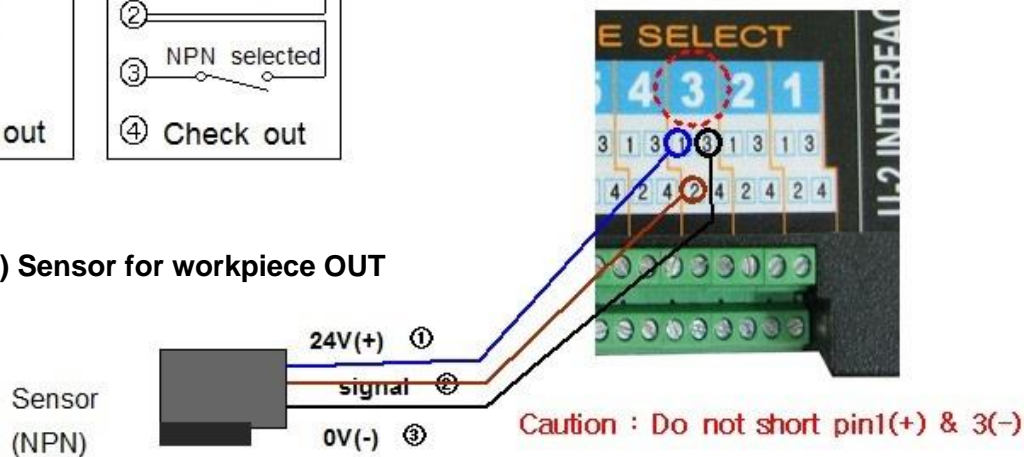 ②
③ NPN selected
out
④ Check out
) Sensor for workpiece OUT
24V(+) ①
signal ②
0V(-) ③
Sensor
(NPN)
E SELECT
4 3 2 1
3 1 3 1 3 1 3 1 3
4 2 4 2 4 2 4 2 4
Caution : Do not short pin1(+) & 3(-)